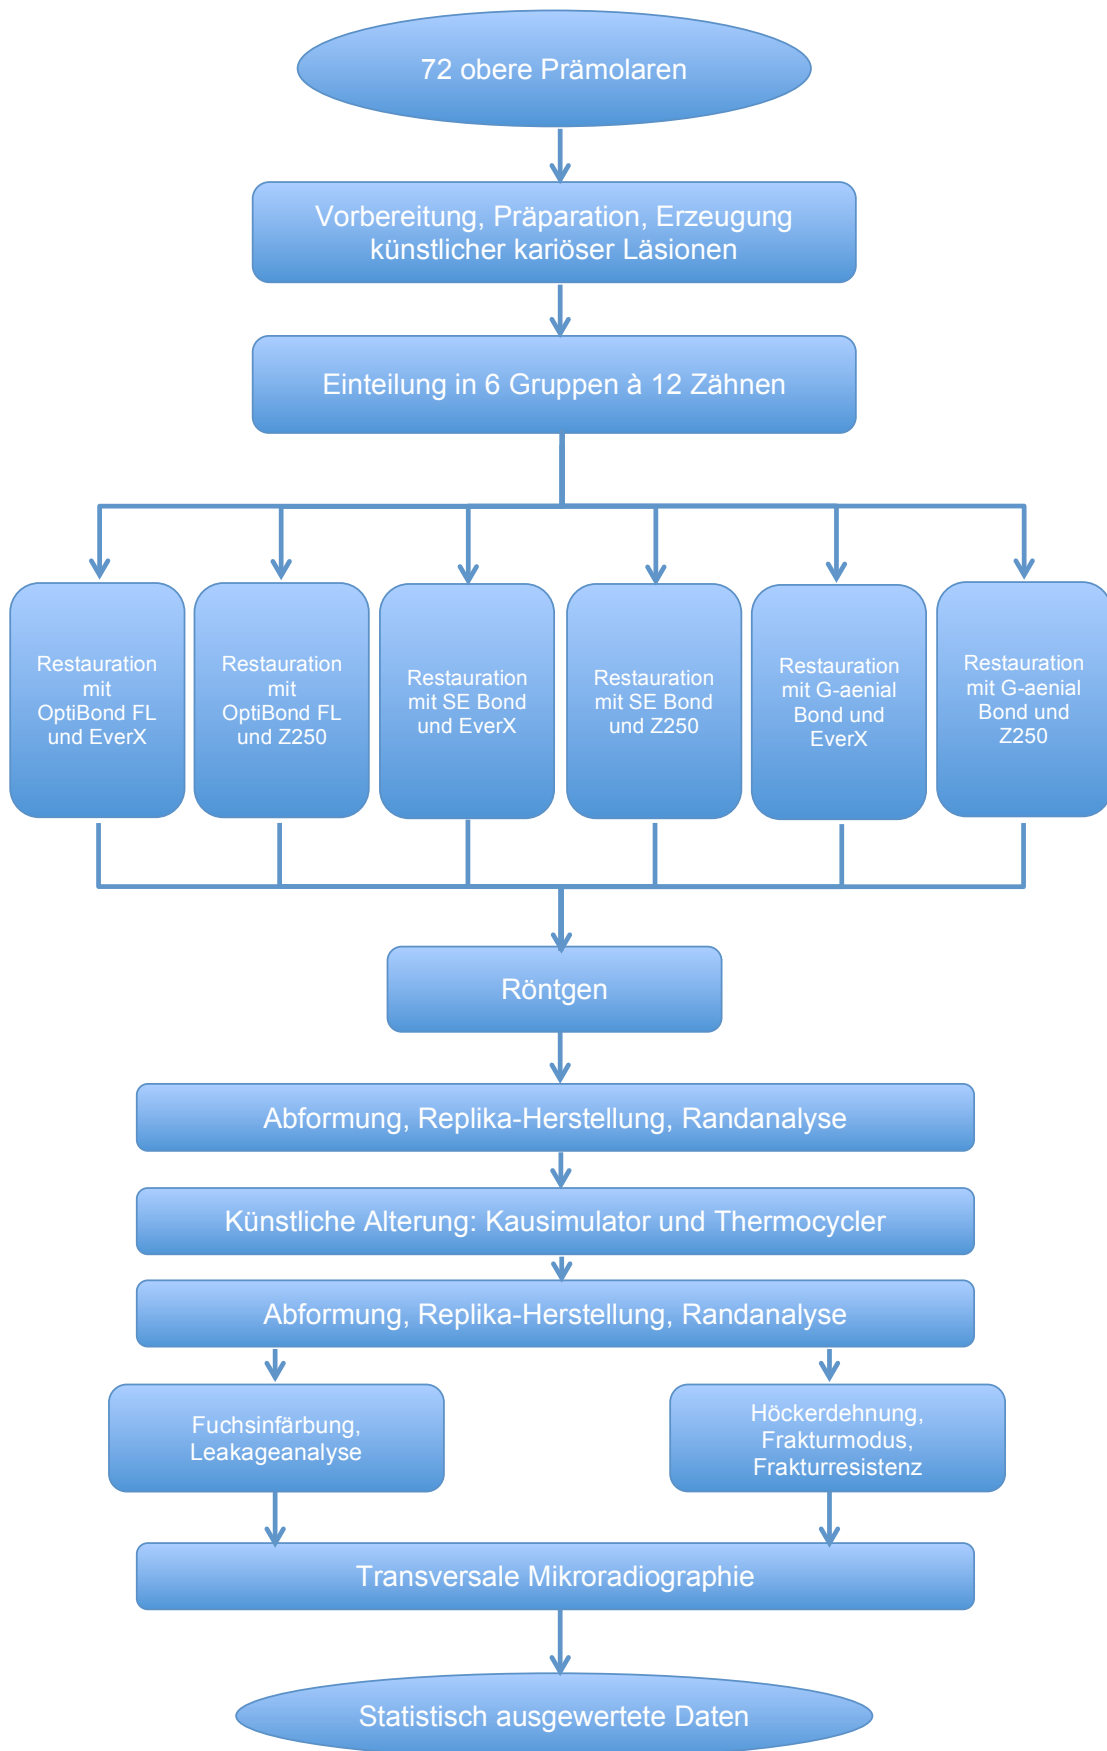 72 obere Prämolaren
Vorbereitung, Präparation, Erzeugung
künstlicher kariöser Läsionen
Einteilung in 6 Gruppen à 12 Zähnen
Restauration
mit
OptiBond FL
und EverX
Restauration
mit
OptiBond FL
und Z250
Restauration
mit SE Bond
und EverX
Restauration
mit SE Bond
und Z250
Restauration
mit G-aenial
Bond und
EverX
Restauration
mit G-aenial
Bond und
Z250
Röntgen
Abformung, Replika-Herstellung, Randanalyse
Künstliche Alterung: Kausimulator und Thermocycler
Abformung, Replika-Herstellung, Randanalyse
Fuchsinfärbung,
Leakageanalyse
Höckerdehnung,
Frakturmodus,
Frakturresistenz
Transversale Mikroradiographie
Statistisch ausgewertete Daten